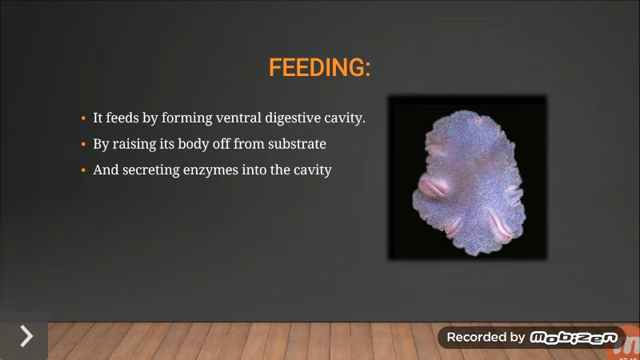 FEEDING:
• It feeds by forming ventral digestive cavity.
• By raising its body off from substrate
• And secreting enzymes into the cavity
Recorded by Mobizen